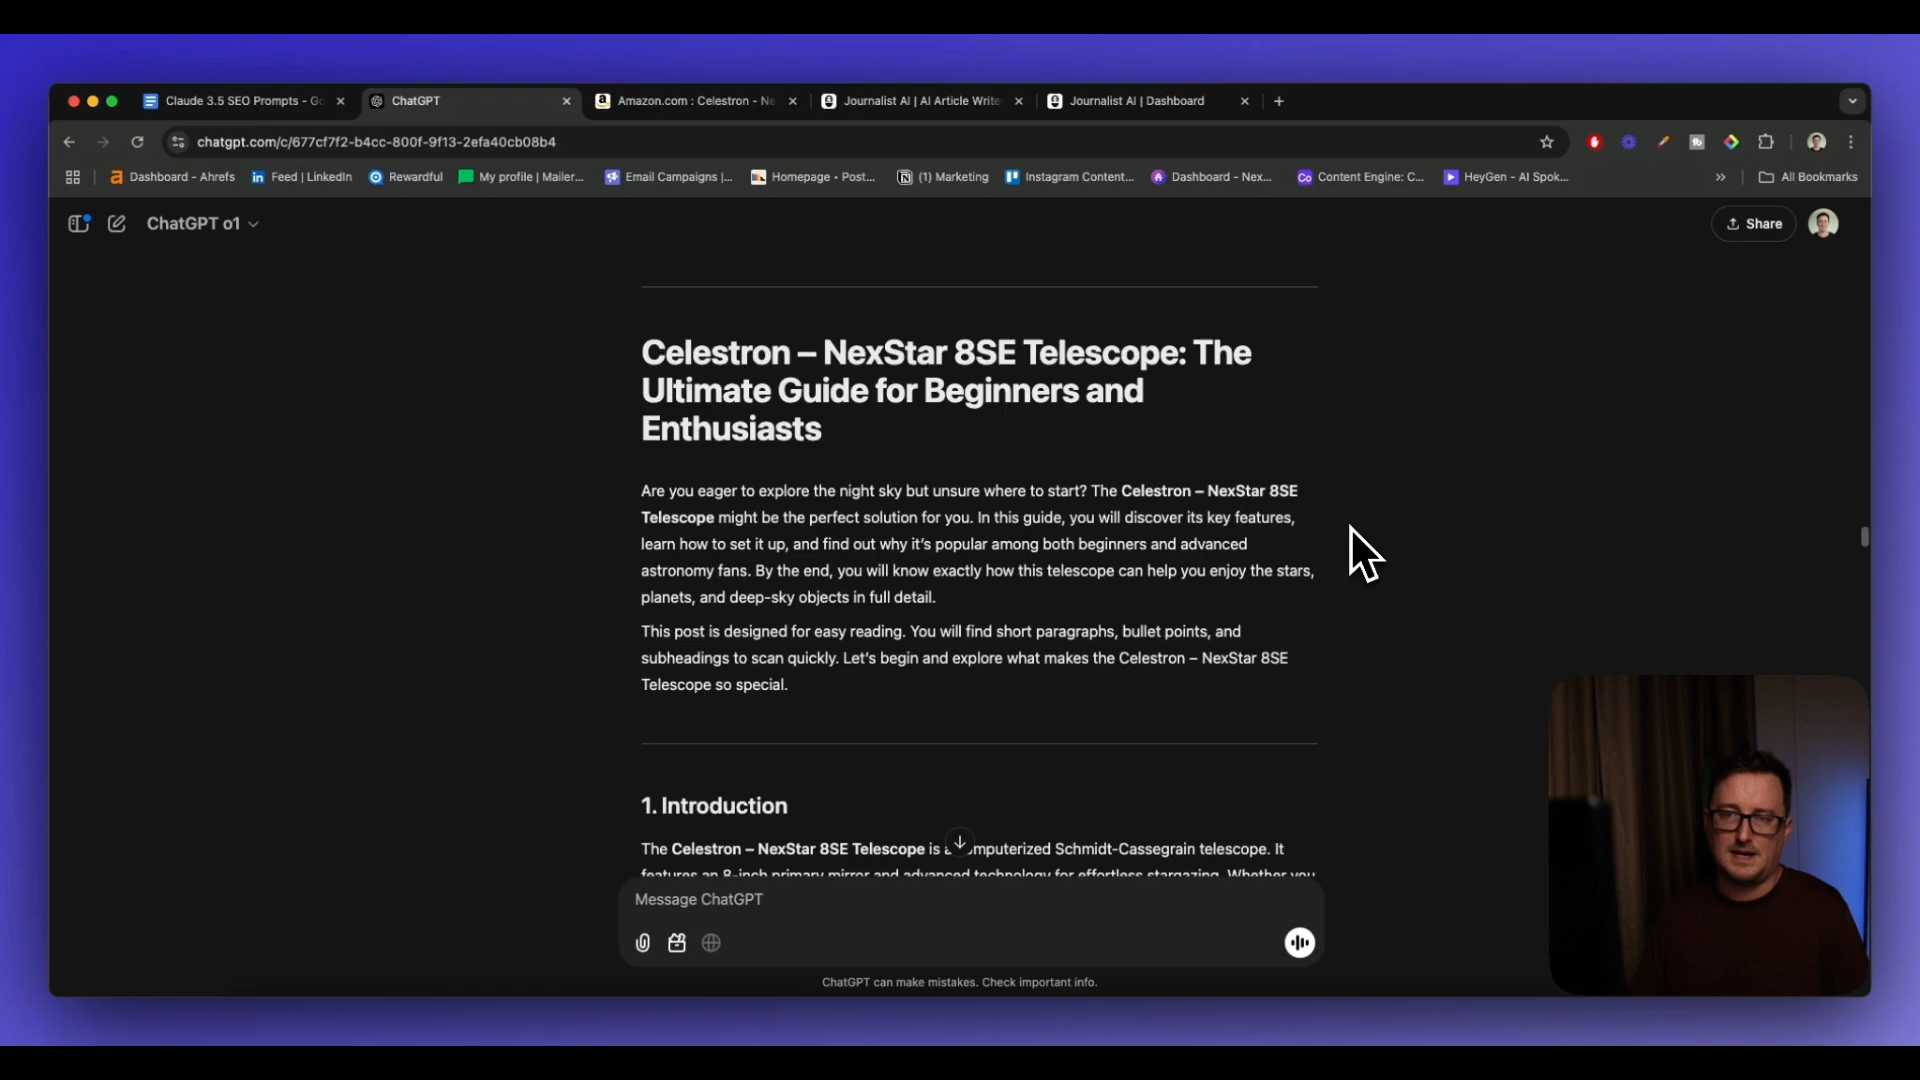 Claude 3.5 SEO Prompts - Go
ChatGPT
Amazon.com : Celestron - Ne
Journalist AI | AI Article Write
Journalist AI | Dashboard
chatgpt.com/c/677cf7f2-b4cc-800f-9f13-2efa40cb08b4
Dashboard - Ahrefs
Feed | LinkedIn
Rewardful
My profile | Mailer...
Email Campaigns |...
Homepage • Post...
(1) Marketing
Instagram Content...
Dashboard - Nex...
Content Engine: C...
HeyGen - AI Spok...
All Bookmarks
ChatGPT o1
Share
Celestron – NexStar 8SE Telescope: The
Ultimate Guide for Beginners and
Enthusiasts
Are you eager to explore the night sky but unsure where to start? The Celestron – NexStar 8SE
Telescope might be the perfect solution for you. In this guide, you will discover its key features,
learn how to set it up, and find out why it's popular among both beginners and advanced
astronomy fans. By the end, you will know exactly how this telescope can help you enjoy the stars,
planets, and deep-sky objects in full detail.
This post is designed for easy reading. You will find short paragraphs, bullet points, and
subheadings to scan quickly. Let's begin and explore what makes the Celestron – NexStar 8SE
Telescope so special.
1. Introduction
The Celestron – NexStar 8SE Telescope is a computerized Schmidt-Cassegrain telescope. It
features an 8-inch primary mirror and advanced technology for effortless stargazing. Whether you
Message ChatGPT
ChatGPT can make mistakes. Check important info.